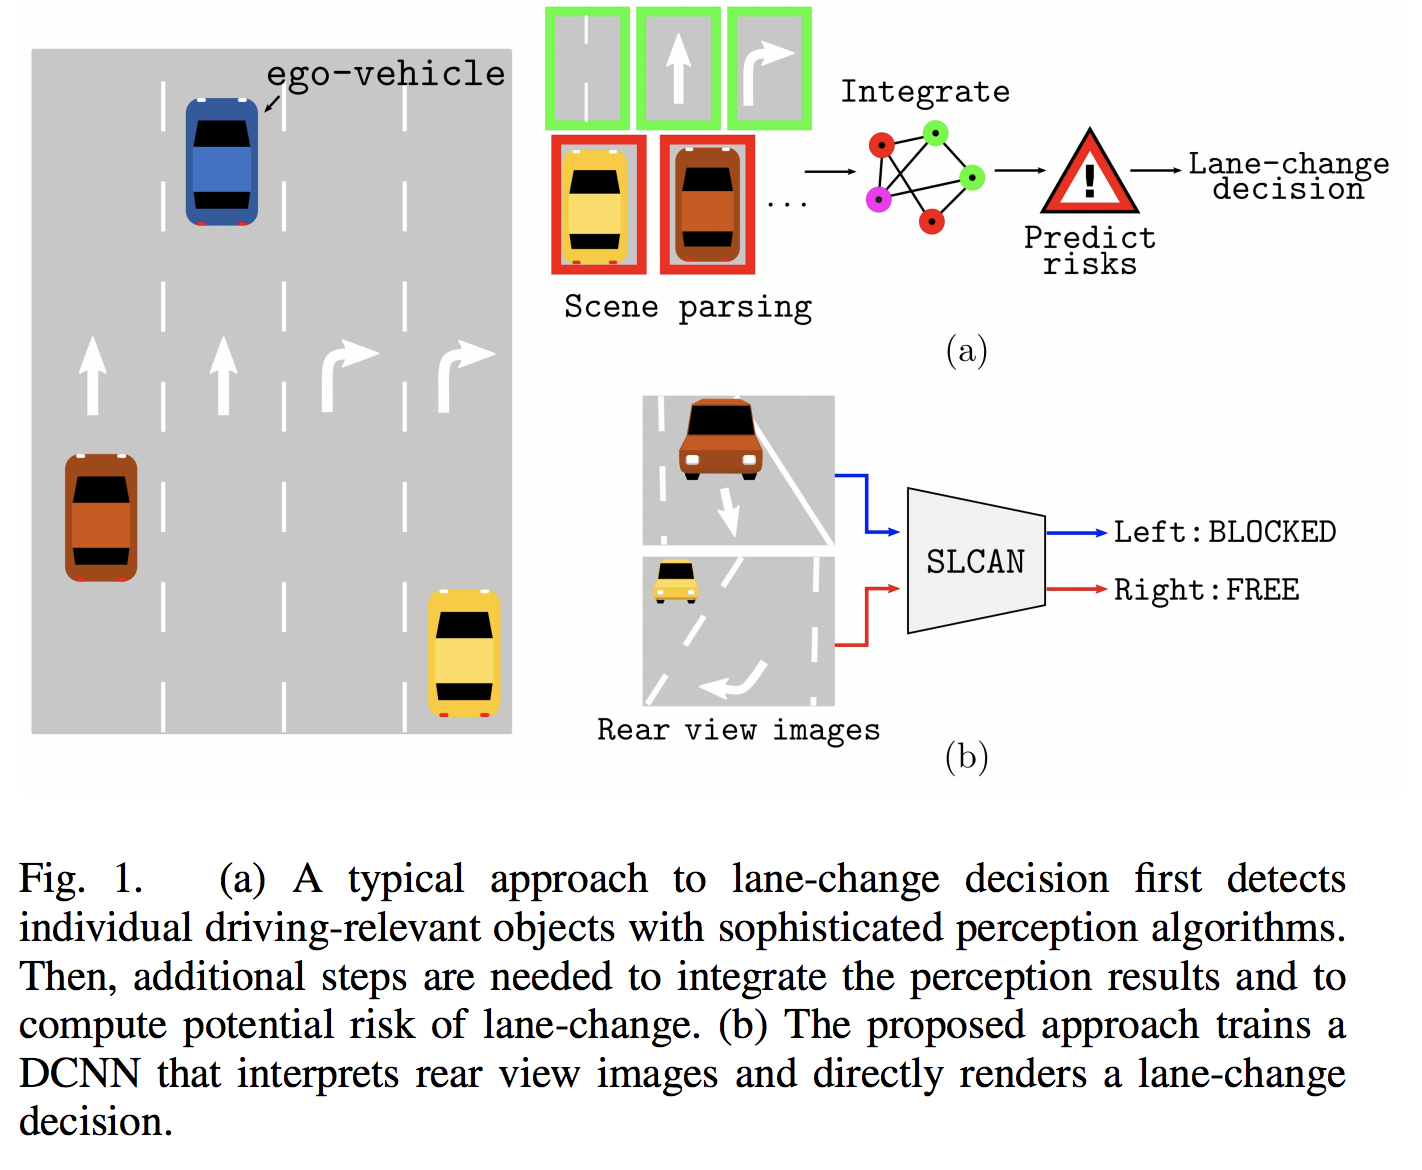 ego-vehicle
Integrate
Lane-change
decision
Predict
risks
Scene parsing
...
(a)
SLCAN
Left:BLOCKED
Right:FREE
Rear view images
(b)
Fig. 1. (a) A typical approach to lane-change decision first detects
individual driving-relevant objects with sophisticated perception algorithms.
Then, additional steps are needed to integrate the perception results and to
compute potential risk of lane-change. (b) The proposed approach trains a
DCNN that interprets rear view images and directly renders a lane-change
decision.